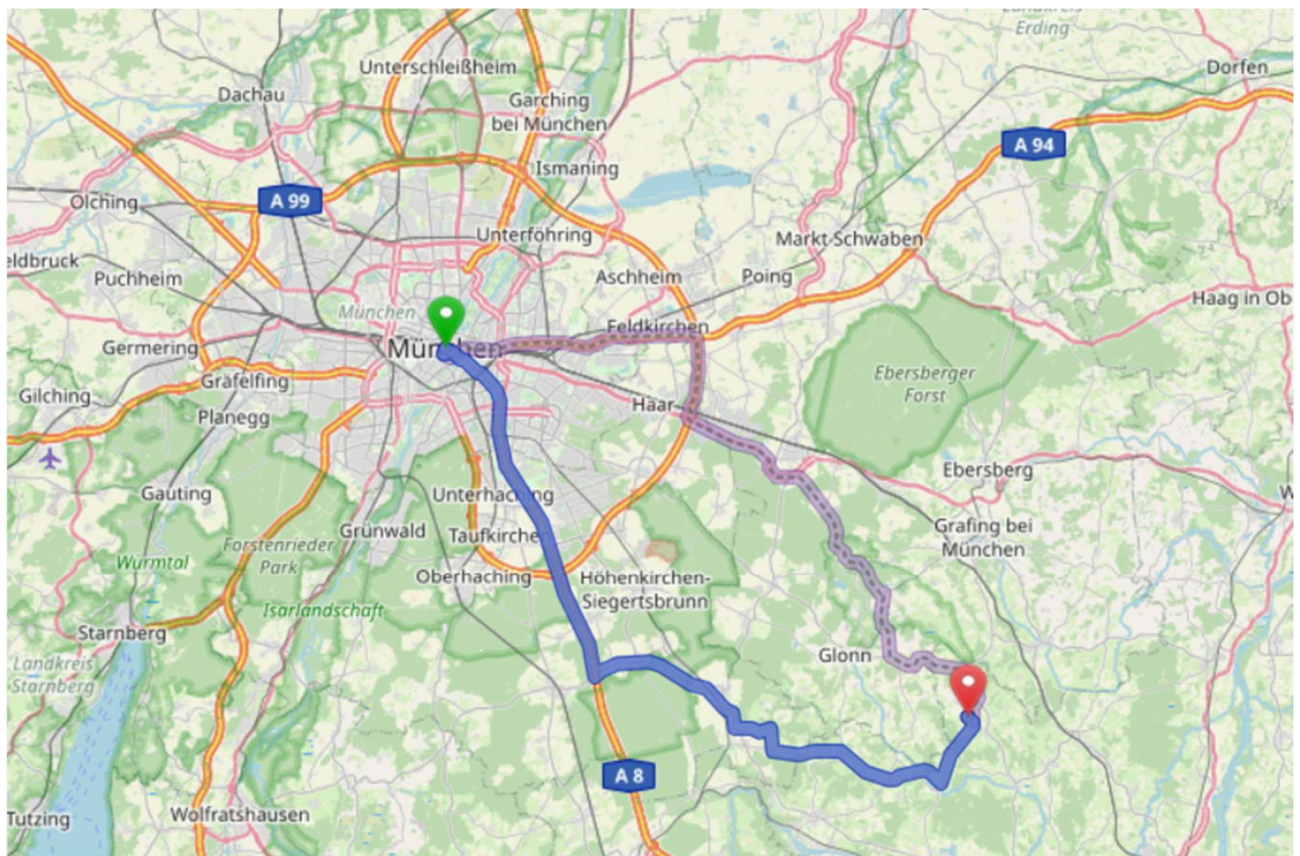 Landkreis
Erding
Unterschleißheim
Dorfen
Dachau
Garching
bei München
A 94
Ismaning
A 99
Olching
Unterföhring
Markt-Schwaben
eldbruck
Puchheim
Aschheim
Poing
Haag in Ob
München
Feldkirchen
Germering
München
Gräfelfing
Ebersberger
Forst
Gilching
Planegg
Haar
Ebersberg
Gauting
Unterhaching
W
Grünwald
Taufkirche
Grafing bei
München
Forstenrieder
Park
Wurmtal
Oberhaching
Höhenkirchen-
Siegertsbrunn
Isarlandschaft
Starnberg
Glonn
Landkreis
Starnberg
A 8
Tutzing
Wolfratshausen